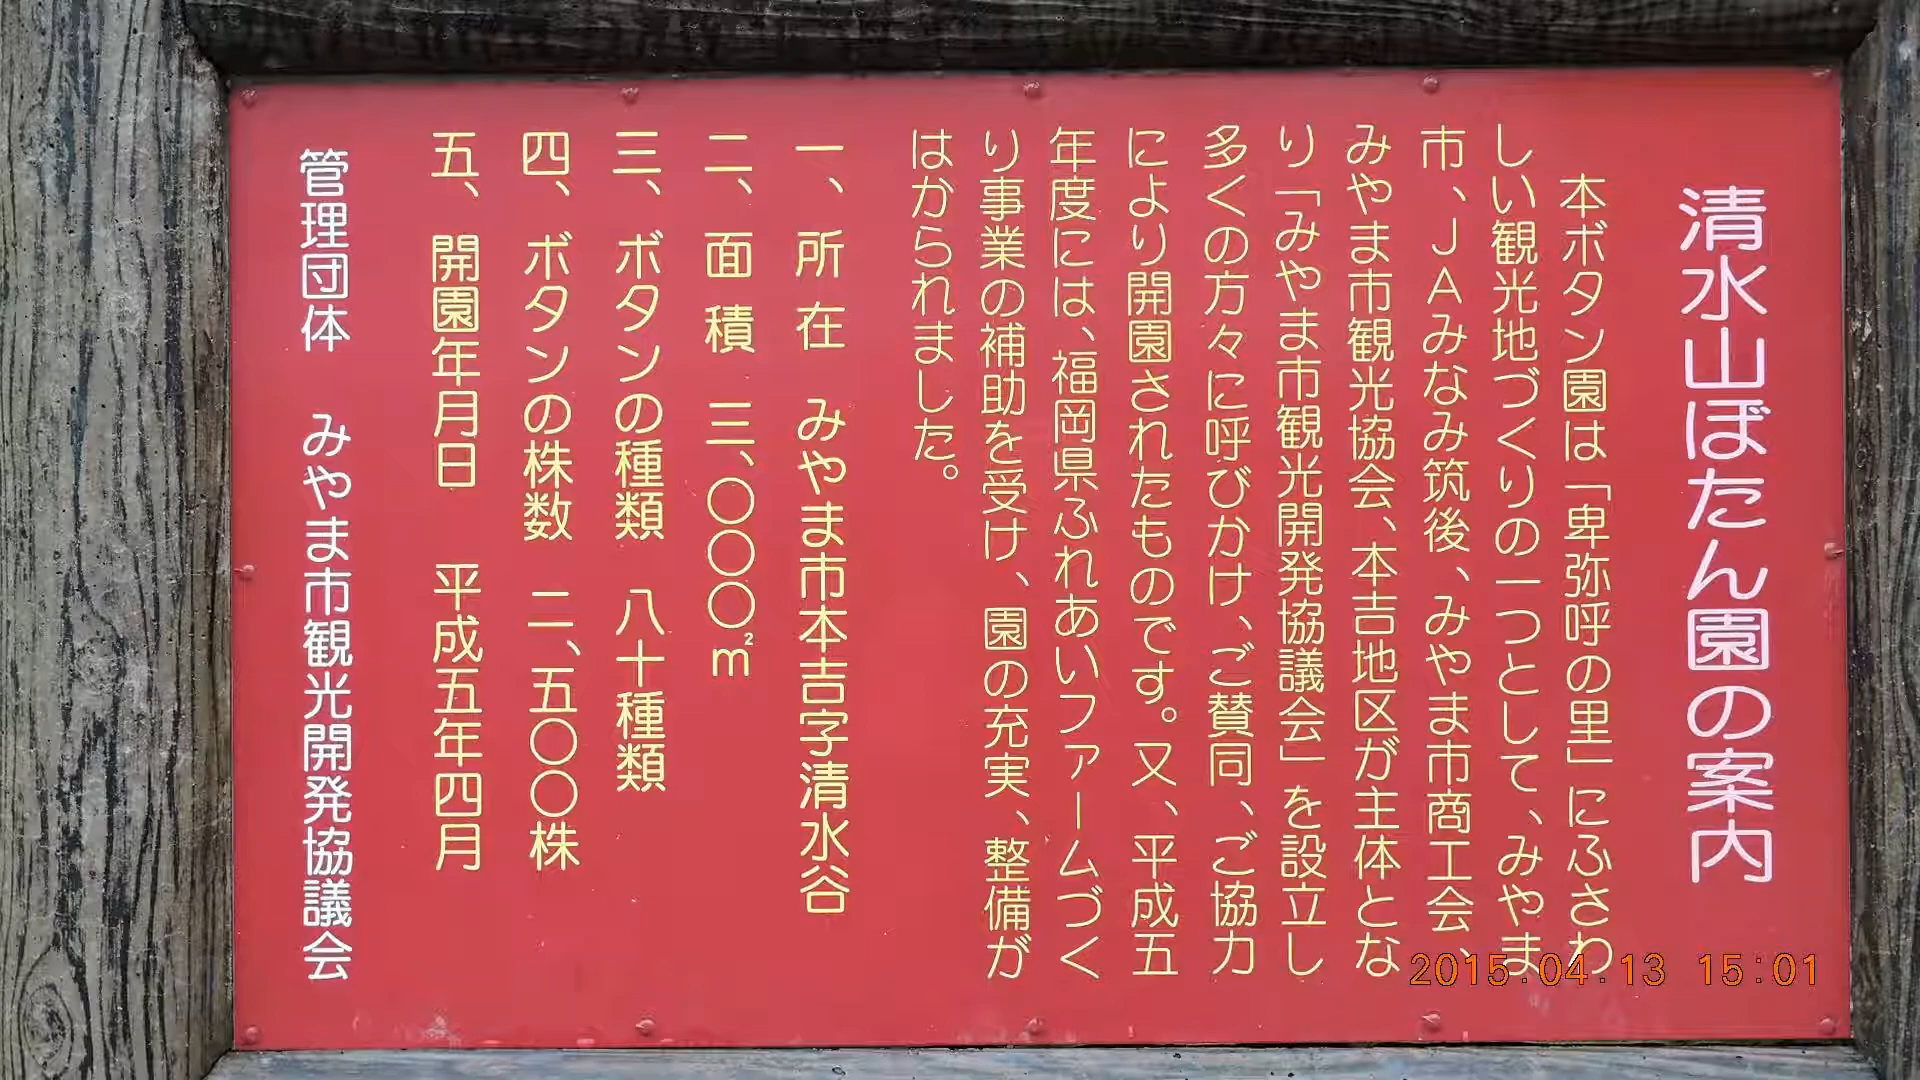 清水山ぼたん園の案内
本ボタン園は「卑弥呼の里」にふさわ
しい観光地づくりの一つとして、みやま
市、JAみなみ筑後、みやま市商工会、
みやま市観光協会、本吉地区が主体とな
り「みやま市観光開発協議会」を設立し
多くの方々に呼びかけ、ご賛同、ご協力
により開園されたものです。又、平成五
年度には、福岡県ふれあいファームづく
り事業の補助を受け、園の充実、整備が
はかられました。
一、所在 みやま市本吉字清水谷
二、面積 三、〇〇〇㎡
三、ボタンの種類 八十種類
四、ボタンの株数 二、五〇〇株
五、開園年月日 平成五年四月
管理団体 みやま市観光開発協議会
2015.04.13 15:01